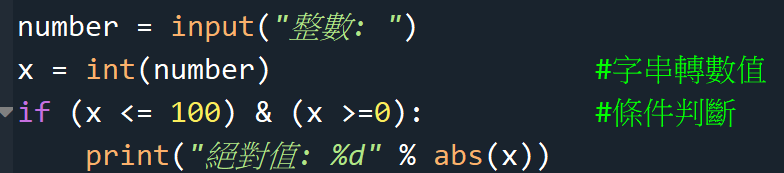 number = input("整數: ")
x = int(number) #字串轉數值
if (x <= 100) & (x >=0): #條件判斷
print("絕對值: %d" % abs(x))